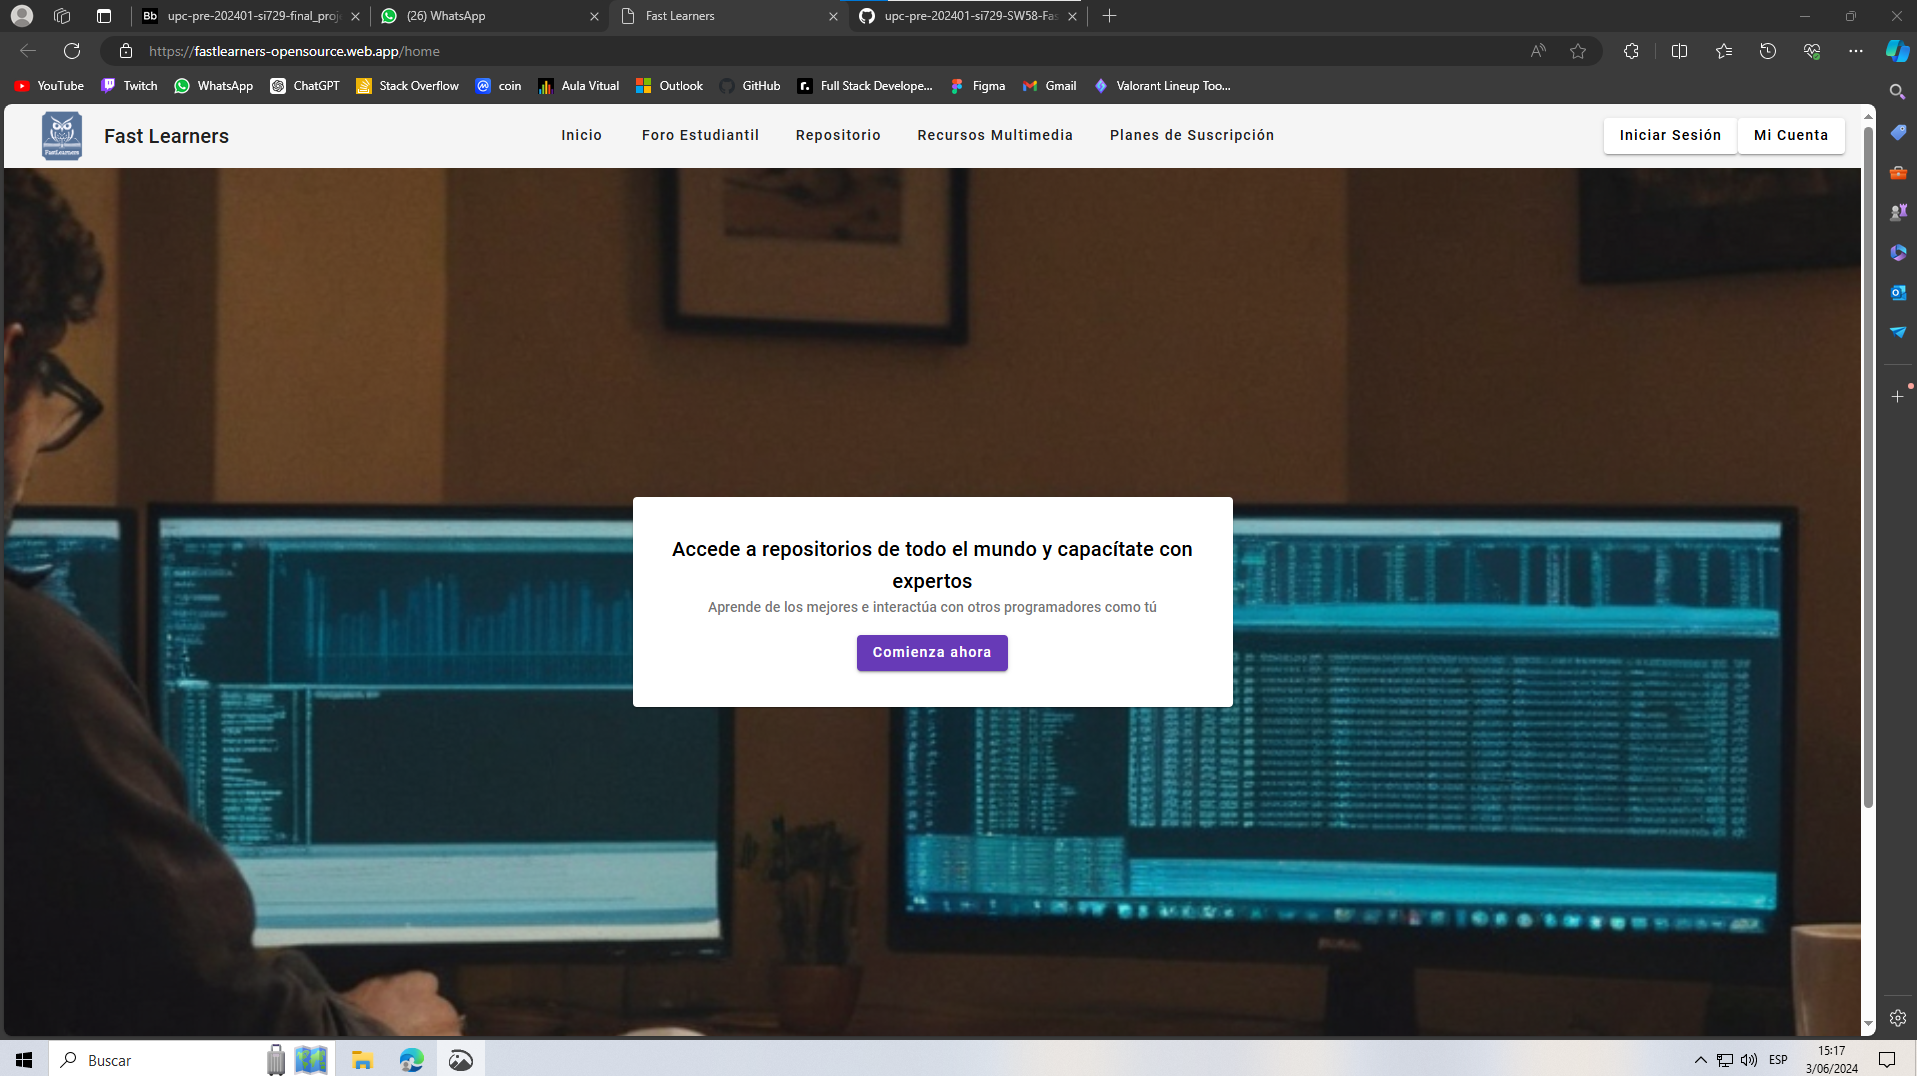 upc-pre-202401-si729-final_proje
(26) WhatsApp
Fast Learners
upc-pre-202401-si729-SW58-Fas
https://fastlearners-opensource.web.app/home
YouTube
Twitch
WhatsApp
ChatGPT
Stack Overflow
coin
Aula Vitual
Outlook
GitHub
Full Stack Develope...
Figma
Gmail
Valorant Lineup Too...
FastLearners
Fast Learners
Inicio
Foro Estudiantil
Repositorio
Recursos Multimedia
Planes de Suscripción
Iniciar Sesión
Mi Cuenta
Accede a repositorios de todo el mundo y capacítate con
expertos
Aprende de los mejores e interactúa con otros programadores como tú
Comienza ahora
Buscar
ESP
15:17
3/06/2024